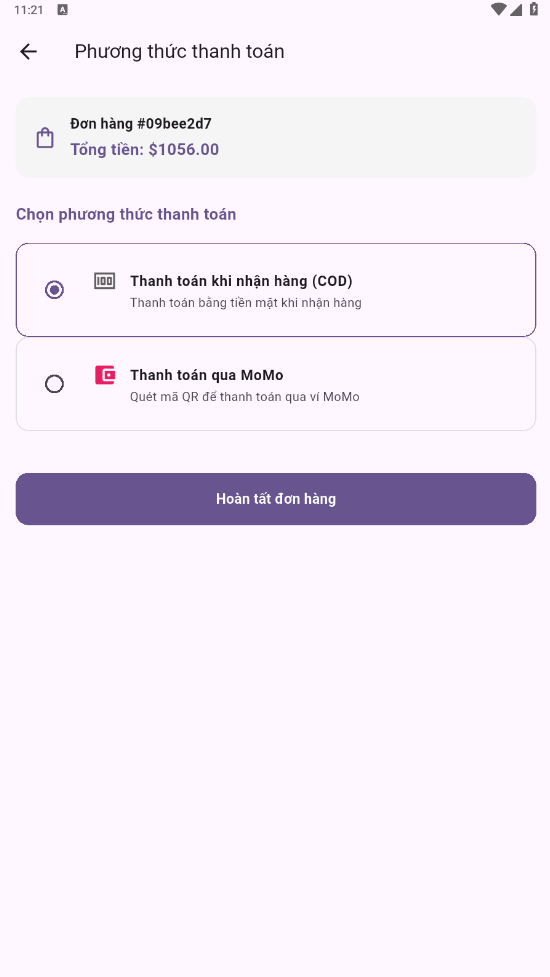 11:21
A
Phương thức thanh toán
Đơn hàng #09bee2d7
Tổng tiền: $1056.00
Chọn phương thức thanh toán
Thanh toán khi nhận hàng (COD)
Thanh toán bằng tiền mặt khi nhận hàng
Thanh toán qua MoMo
Quét mã QR để thanh toán qua ví MoMo
Hoàn tất đơn hàng